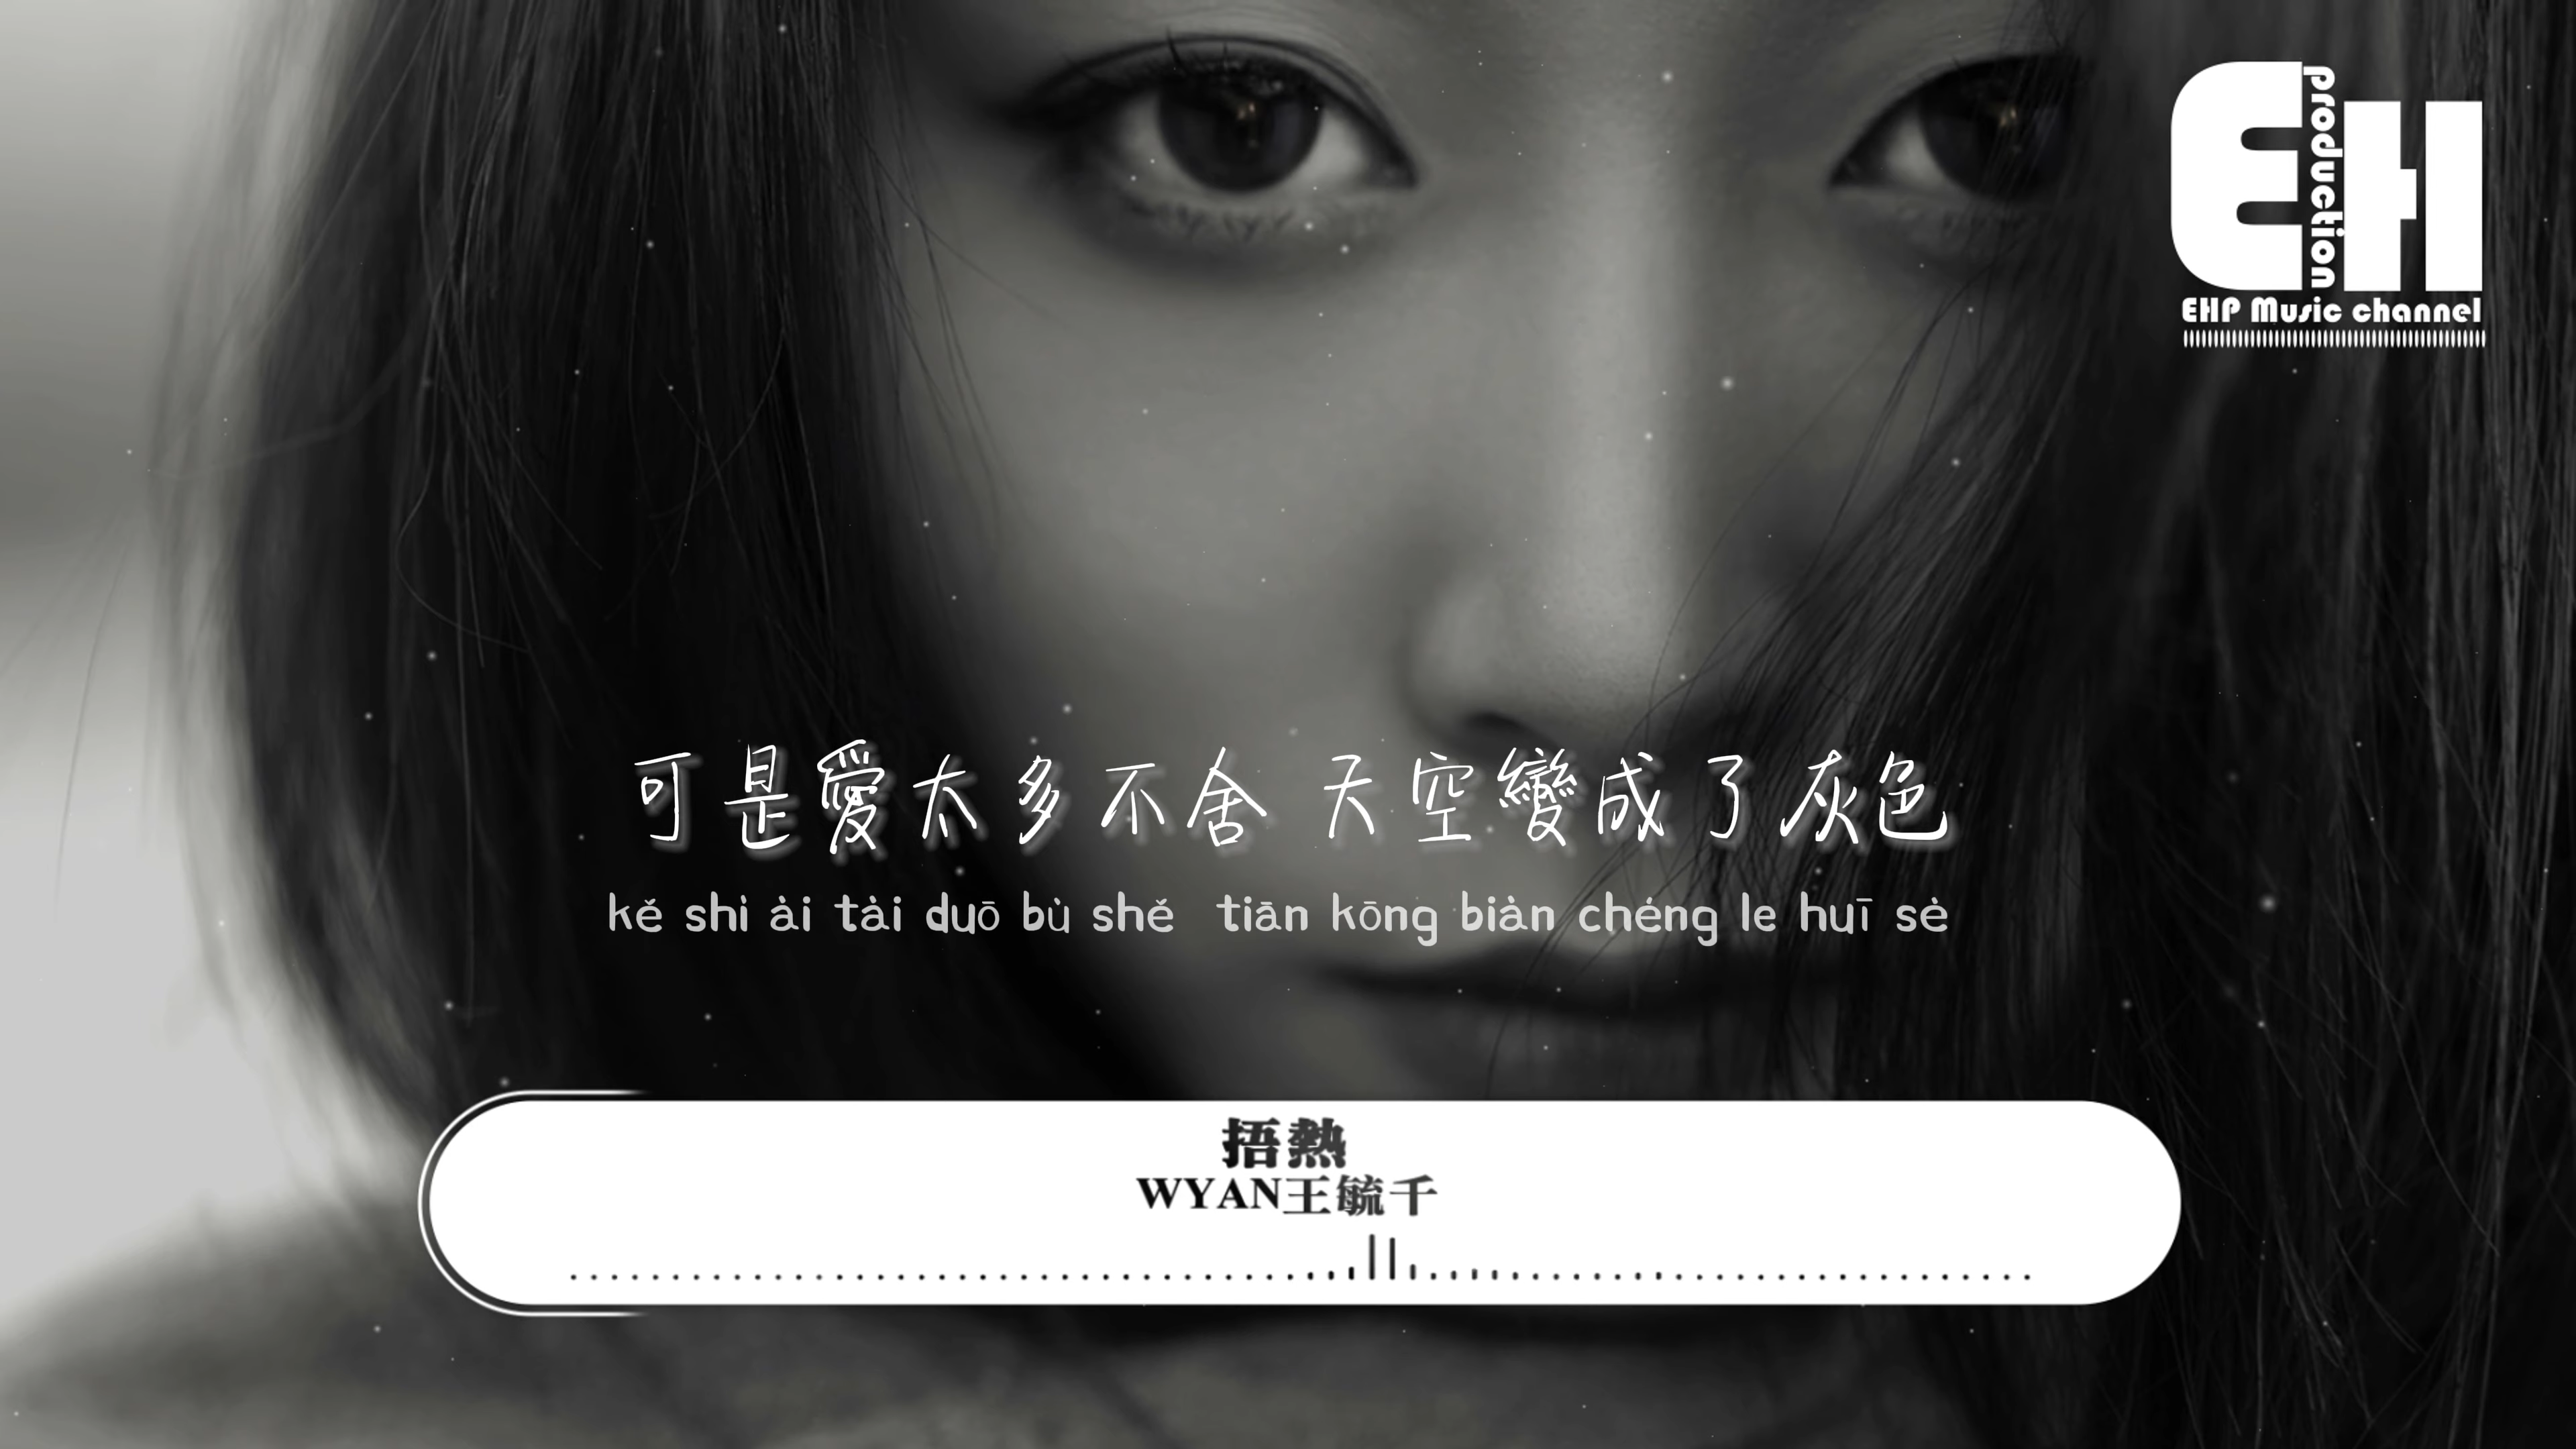 EH
production
EHP Music channel
可是愛太多不舍 天空變成了灰色
kě shì ài tài duō bù shě tiān kōng biàn chéng le huī sè
捂熱
WYAN王毓千